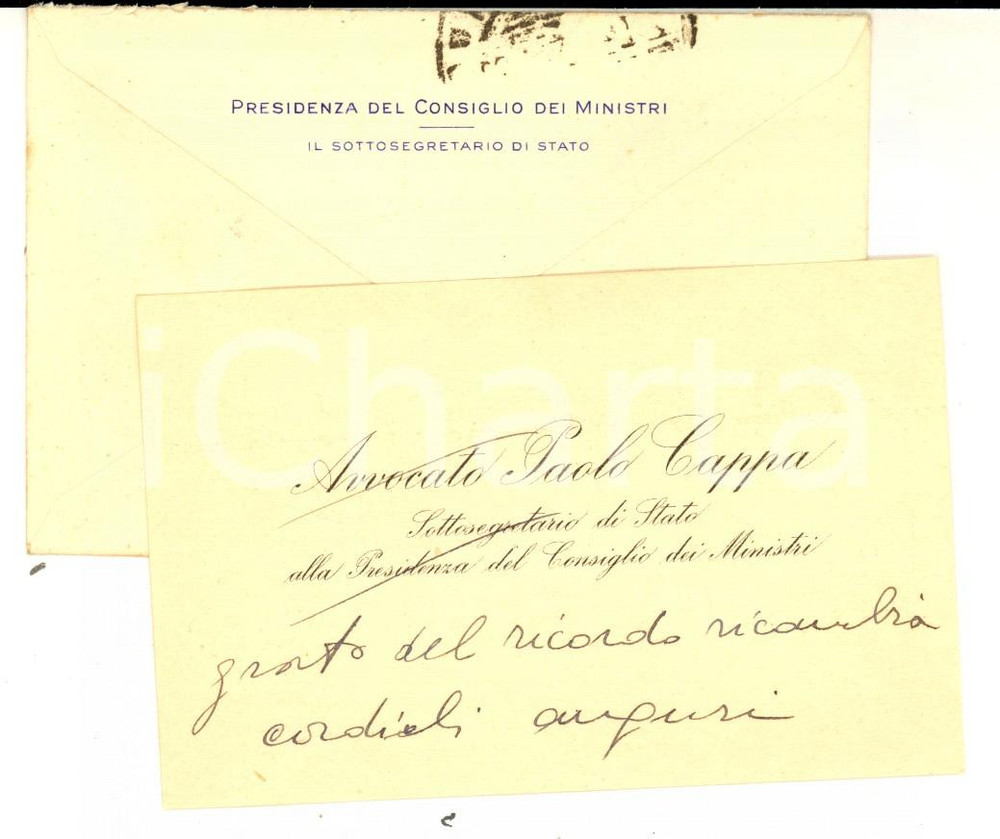 PRESIDENZA DEL CONSIGLIO DEI MINISTRI
IL SOTTOSEGRETARIO DI STATO
iCharta
Avvocato Paolo Cappa
Sottosegretario di Stato
alla Presidenza del Consiglio dei Ministri
grato del ricordo ricambia
cordiali auguri